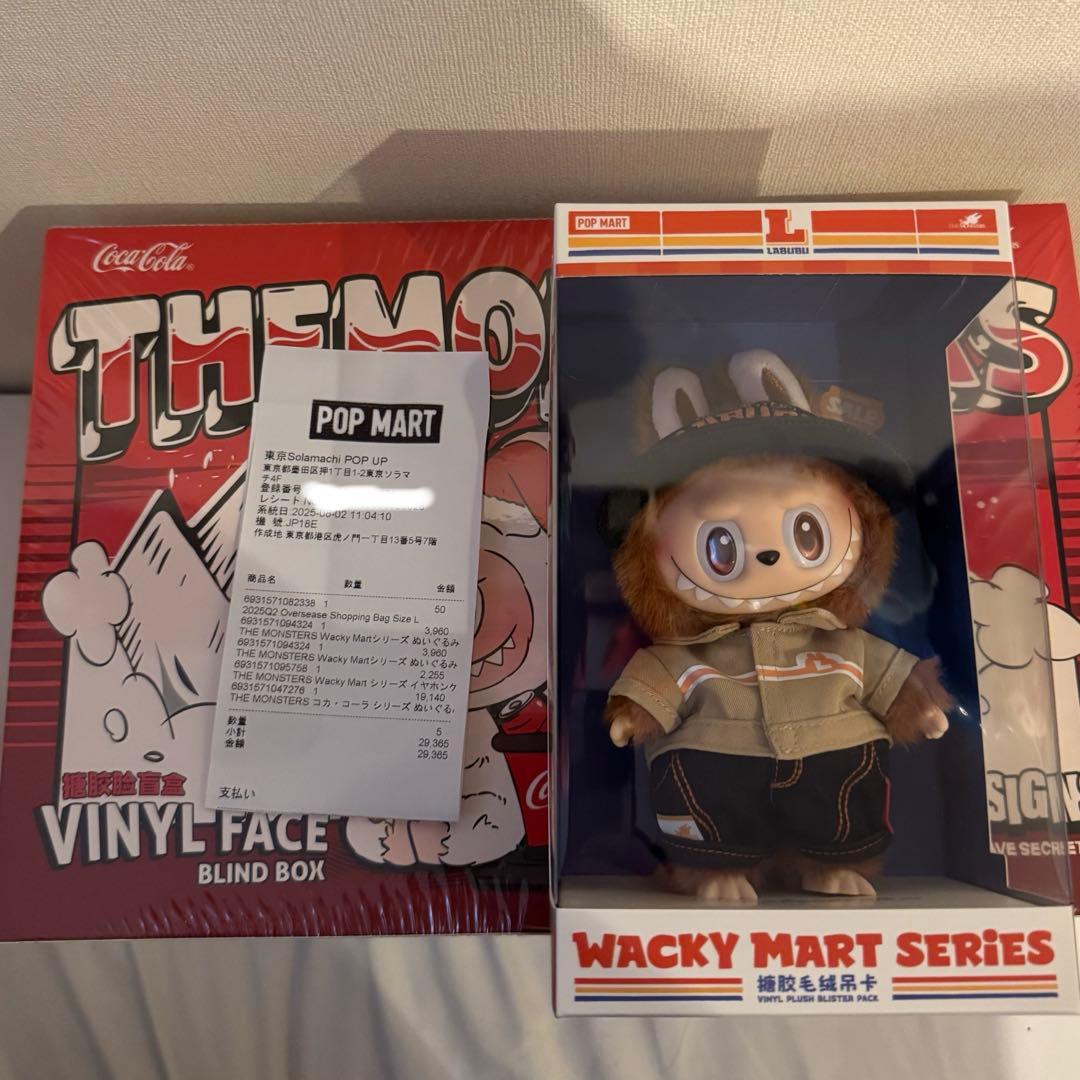 Coca-Cola
THE MO
S
搪胶脸盲盒
VINYL FACE
BLIND BOX
POP MART
東京Solamachi POP UP
東京都墨田区押1丁目1-2東京ソラマ
チ4F
登録番号
レシートN
系統日:2025-08-02 11:04:10
機 號:JP18E
作成地 東京都港区虎ノ門一丁目13番5号7階
商品名 数量 金額
6931571082338 1 50
2025Q2 Oversease Shopping Bag Size L
6931571094324 1 3,960
THE MONSTERS Wacky Martシリーズ ぬいぐるみ
6931571094324 1 3,960
THE MONSTERS Wacky Martシリーズ ぬいぐるみ
6931571095758 1 2,255
THE MONSTERS Wacky Mart シリーズ イヤホンケ
6931571047276 1 19,140
THE MONSTERS コカ・コーラ シリーズ ぬいぐる
数量 5
小計 29,365
金額 29,365
支払い
POP MART
L
LABUBU
SALE
WACKY MART SERIES
搪胶毛绒吊卡
VINYL PLUSH BLISTER PACK
SIGN
VE SECRET